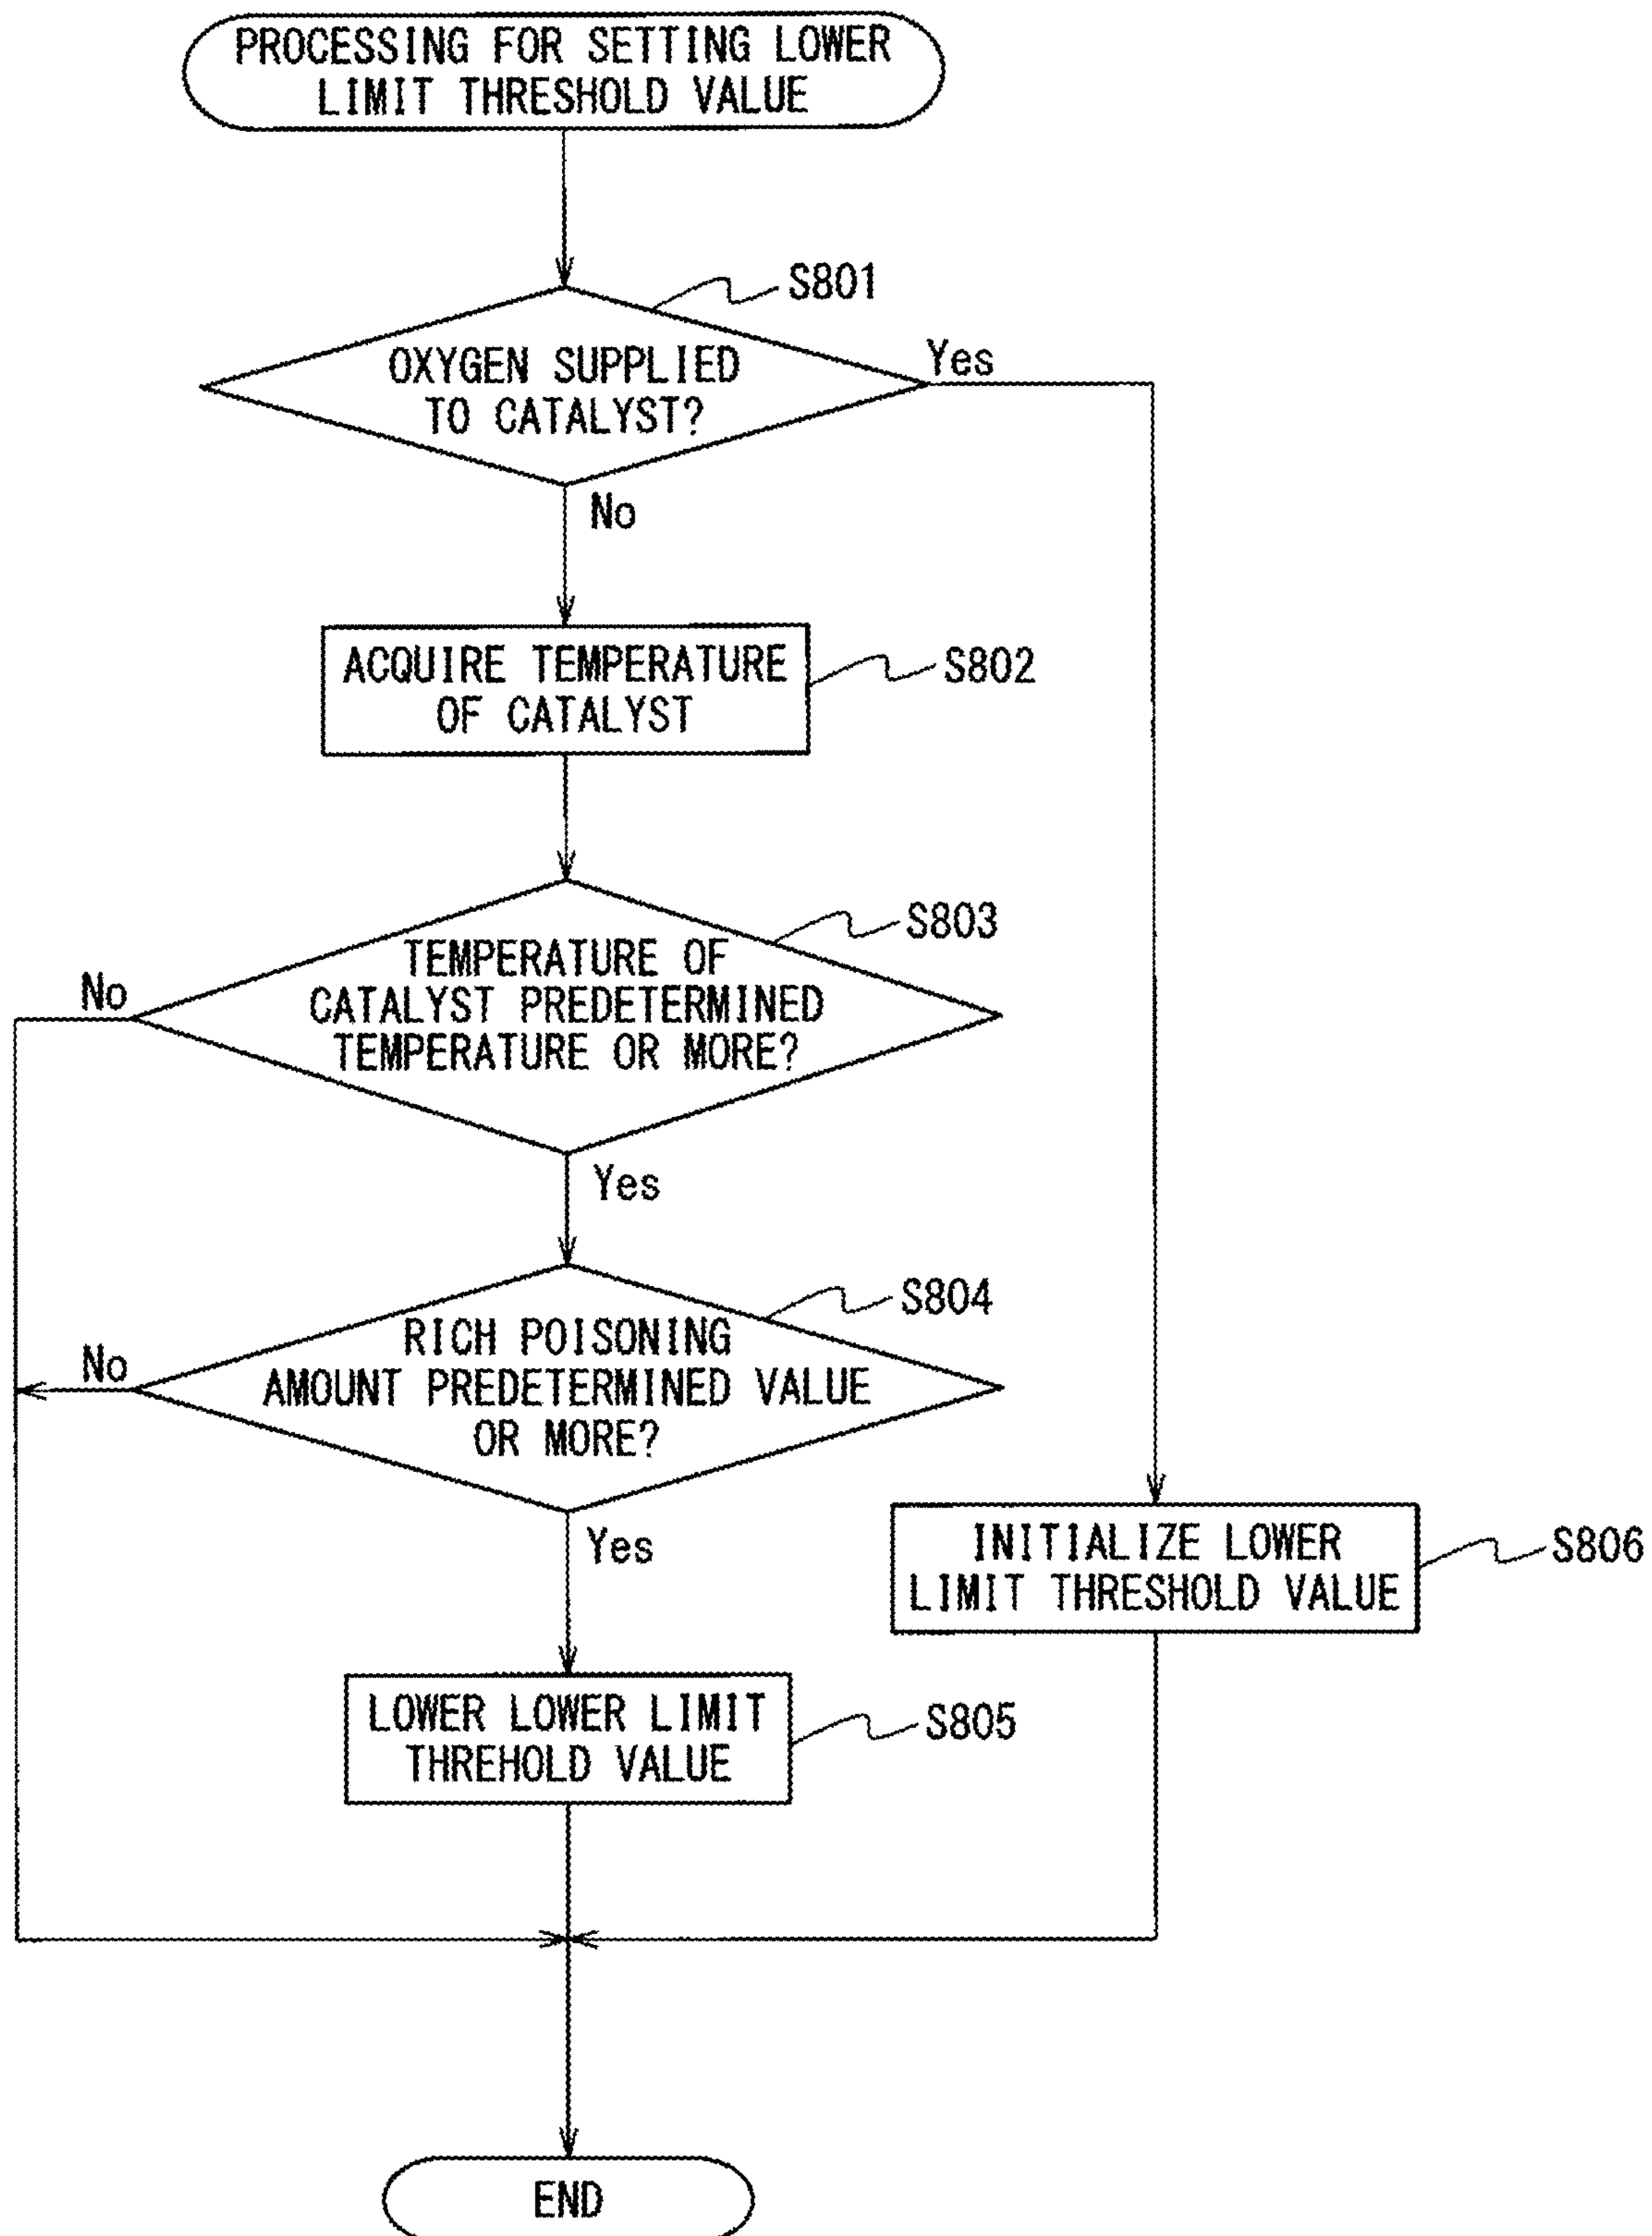 PROCESSING FOR SETTING LOWER
LIMIT THRESHOLD VALUE
S801
OXYGEN SUPPLIED
TO CATALYST?
Yes
No
ACQUIRE TEMPERATURE
OF CATALYST
S802
S803
TEMPERATURE OF
CATALYST PREDETERMINED
TEMPERATURE OR MORE?
No
Yes
S804
RICH POISONING
AMOUNT PREDETERMINED VALUE
OR MORE?
No
Yes
INITIALIZE LOWER
LIMIT THRESHOLD VALUE
S806
LOWER LOWER LIMIT
THREHOLD VALUE
S805
END